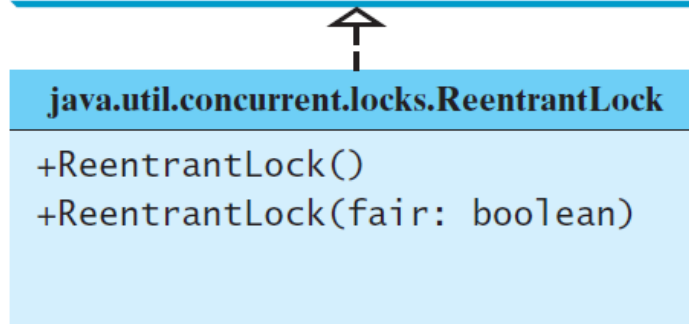 java.util.concurrent.locks.ReentrantLock
+ReentrantLock()
+ReentrantLock(fair: boolean)